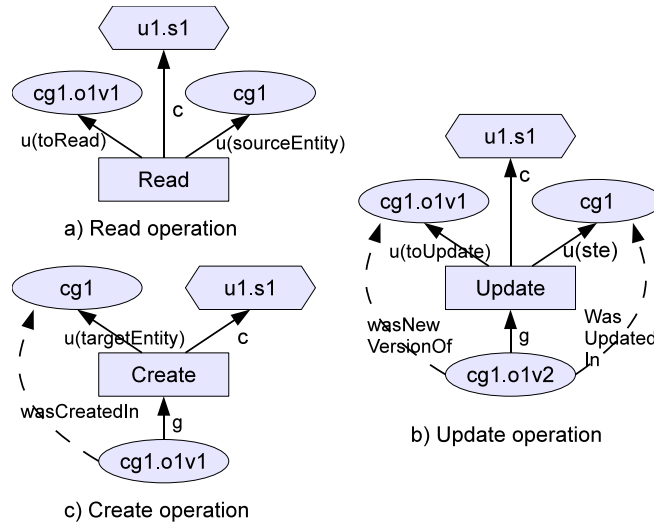 u1.s1
cg1.o1v1
c
cg1
u(toRead)
u(sourceEntity)
Read
a) Read operation
u1.s1
c
cg1.o1v1
cg1
u(toUpdate)
u(ste)
Update
wasNew
VersionOf
g
Was
Updated
In
cg1.o1v2
b) Update operation
cg1
u1.s1
u(targetEntity)
c
Create
wasCreatedIn
g
cg1.o1v1
c) Create operation